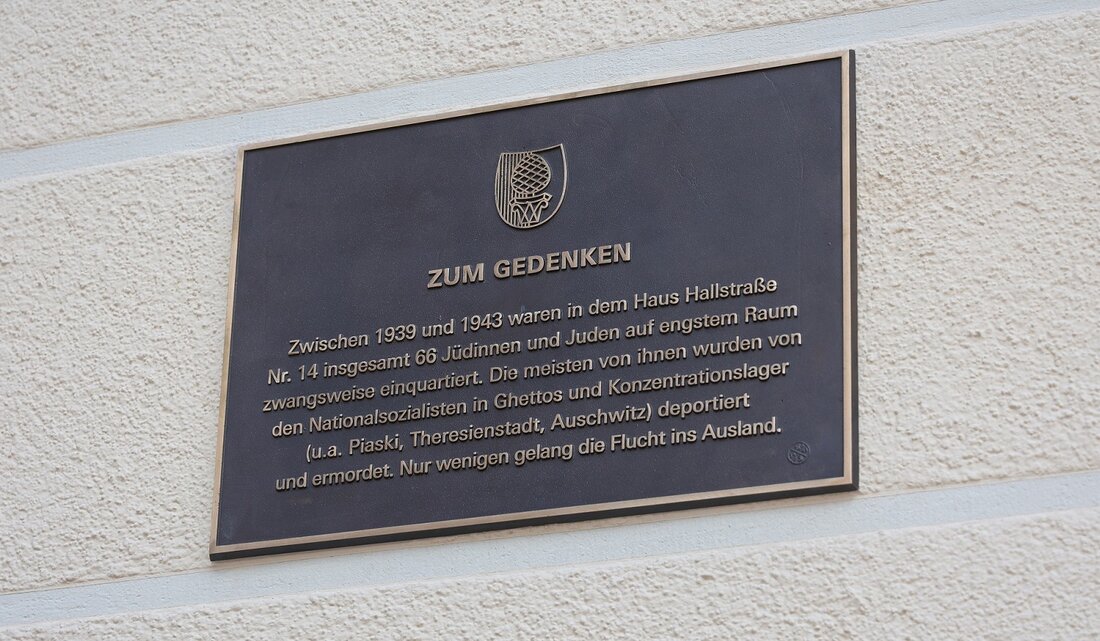 ZUM GEDENKEN
Zwischen 1939 und 1943 waren in dem Haus Hallstraße
Nr. 14 insgesamt 66 Jüdinnen und Juden auf engstem Raum
zwangsweise einquartiert. Die meisten von ihnen wurden von
den Nationalsozialisten in Ghettos und Konzentrationslager
(u.a. Piaski, Theresienstadt, Auschwitz) deportiert
und ermordet. Nur wenigen gelang die Flucht ins Ausland.